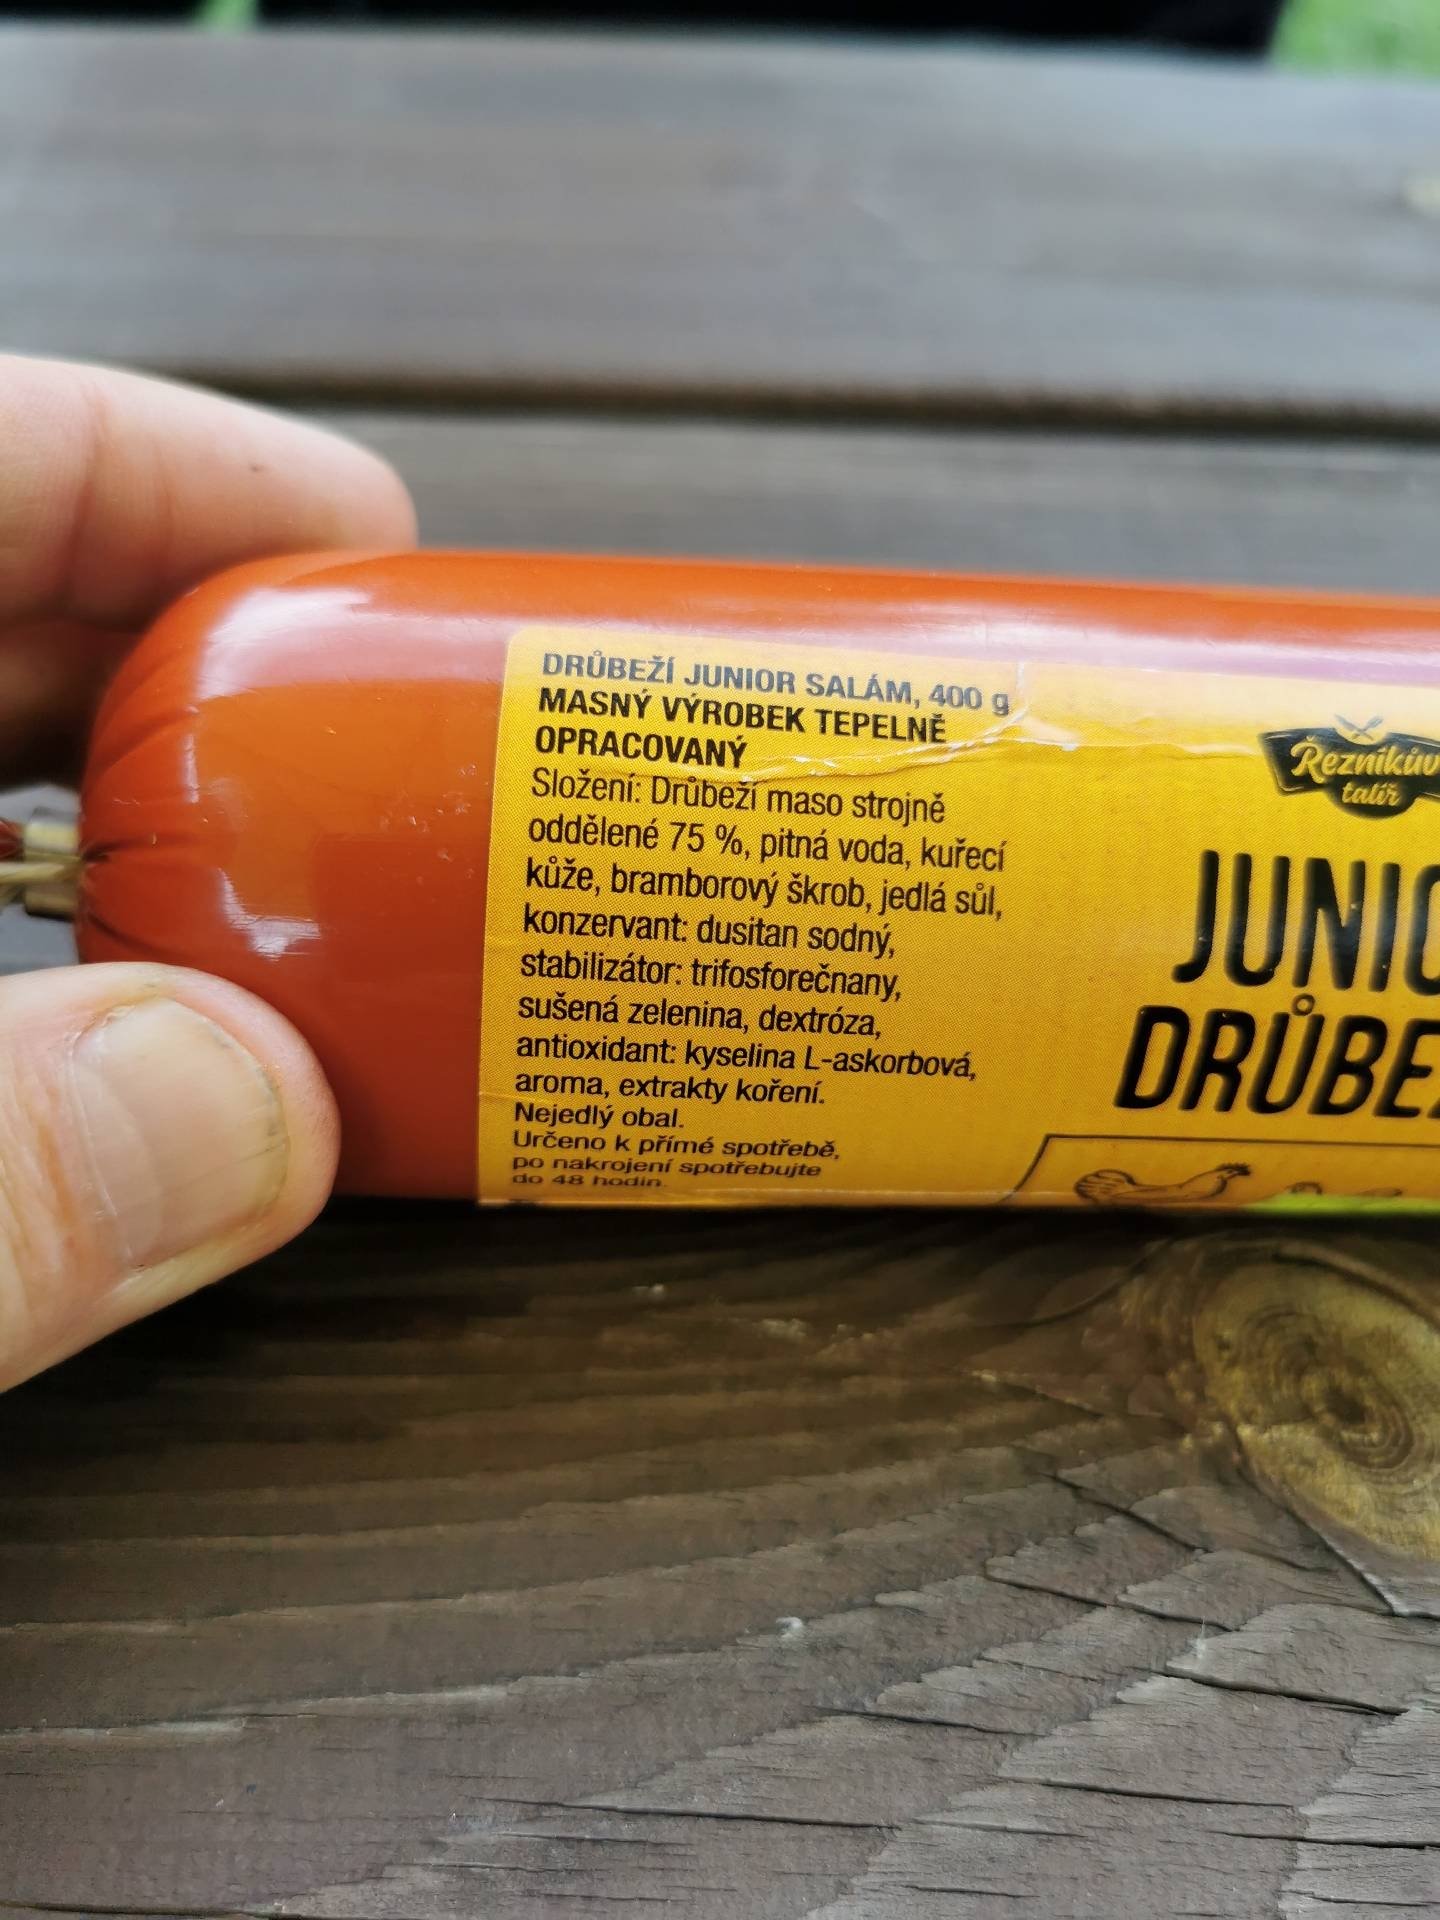 DRŮBEŽÍ JUNIOR SALÁM, 400 g
MASNÝ VÝROBEK TEPELNĚ
OPRACOVANÝ
Složení: Drůbeží maso strojně
oddělené 75 %, pitná voda, kuřecí
kůže, bramborový škrob, jedlá sůl,
konzervant: dusitan sodný,
stabilizátor: trifosforečnany,
sušená zelenina, dextróza,
antioxidant: kyselina L-askorbová,
aroma, extrakty koření.
Nejedlý obal.
Určeno k přímé spotřebě,
po nakrojení spotřebujte
do 48 hodin.
Řezníkův
talíř